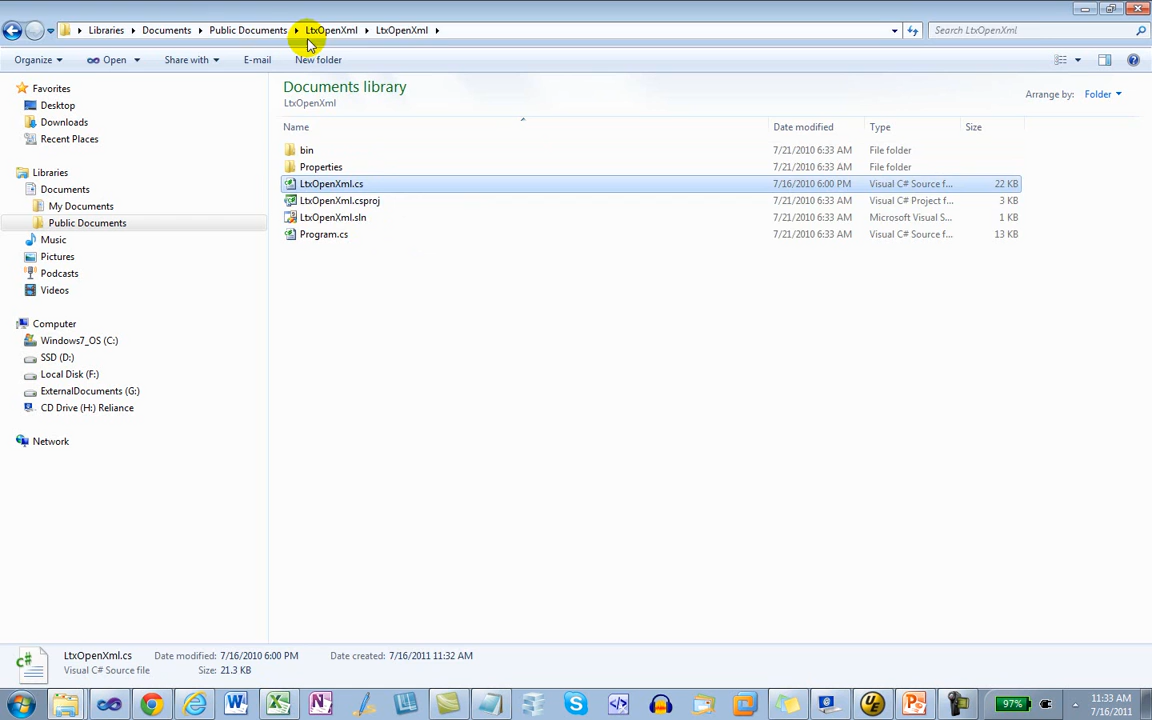 Libraries Documents Public Documents LtxOpenXml LtxOpenXml Search LtxOpenXml
Organize Open Share with E-mail New folder
Favorites
Desktop
Downloads
Recent Places
Libraries
Documents
My Documents
Public Documents
Music
Pictures
Podcasts
Videos
Computer
Windows7_OS (C:)
SSD (D:)
Local Disk (F:)
ExternalDocuments (G:)
CD Drive (H:) Reliance
Network
Documents library
LtxOpenXml
Arrange by: Folder
Name Date modified Type Size
bin 7/21/2010 6:33 AM File folder
Properties 7/21/2010 6:33 AM File folder
LtxOpenXml.cs 7/16/2010 6:00 PM Visual C# Source f... 22 KB
LtxOpenXml.csproj 7/21/2010 6:33 AM Visual C# Project f... 3 KB
LtxOpenXml.sln 7/21/2010 6:33 AM Microsoft Visual S... 1 KB
Program.cs 7/21/2010 6:33 AM Visual C# Source f... 13 KB
LtxOpenXml.cs Date modified: 7/16/2010 6:00 PM Date created: 7/16/2011 11:32 AM
Visual C# Source file Size: 21.3 KB
97% 11:33 AM
7/16/2011